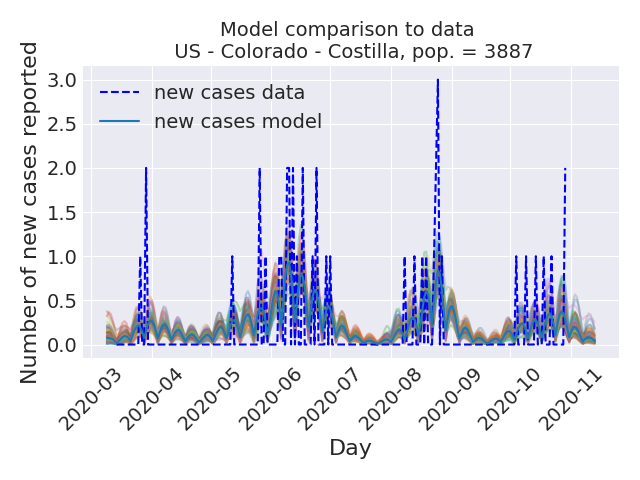 Model comparison to data
US - Colorado - Costilla, pop. = 3887
new cases data
new cases model
Number of new cases reported
3.0
2.5
2.0
1.5
1.0
0.5
0.0
2020-03
2020-04
2020-05
2020-06
2020-07
2020-08
2020-09
2020-10
2020-11
Day